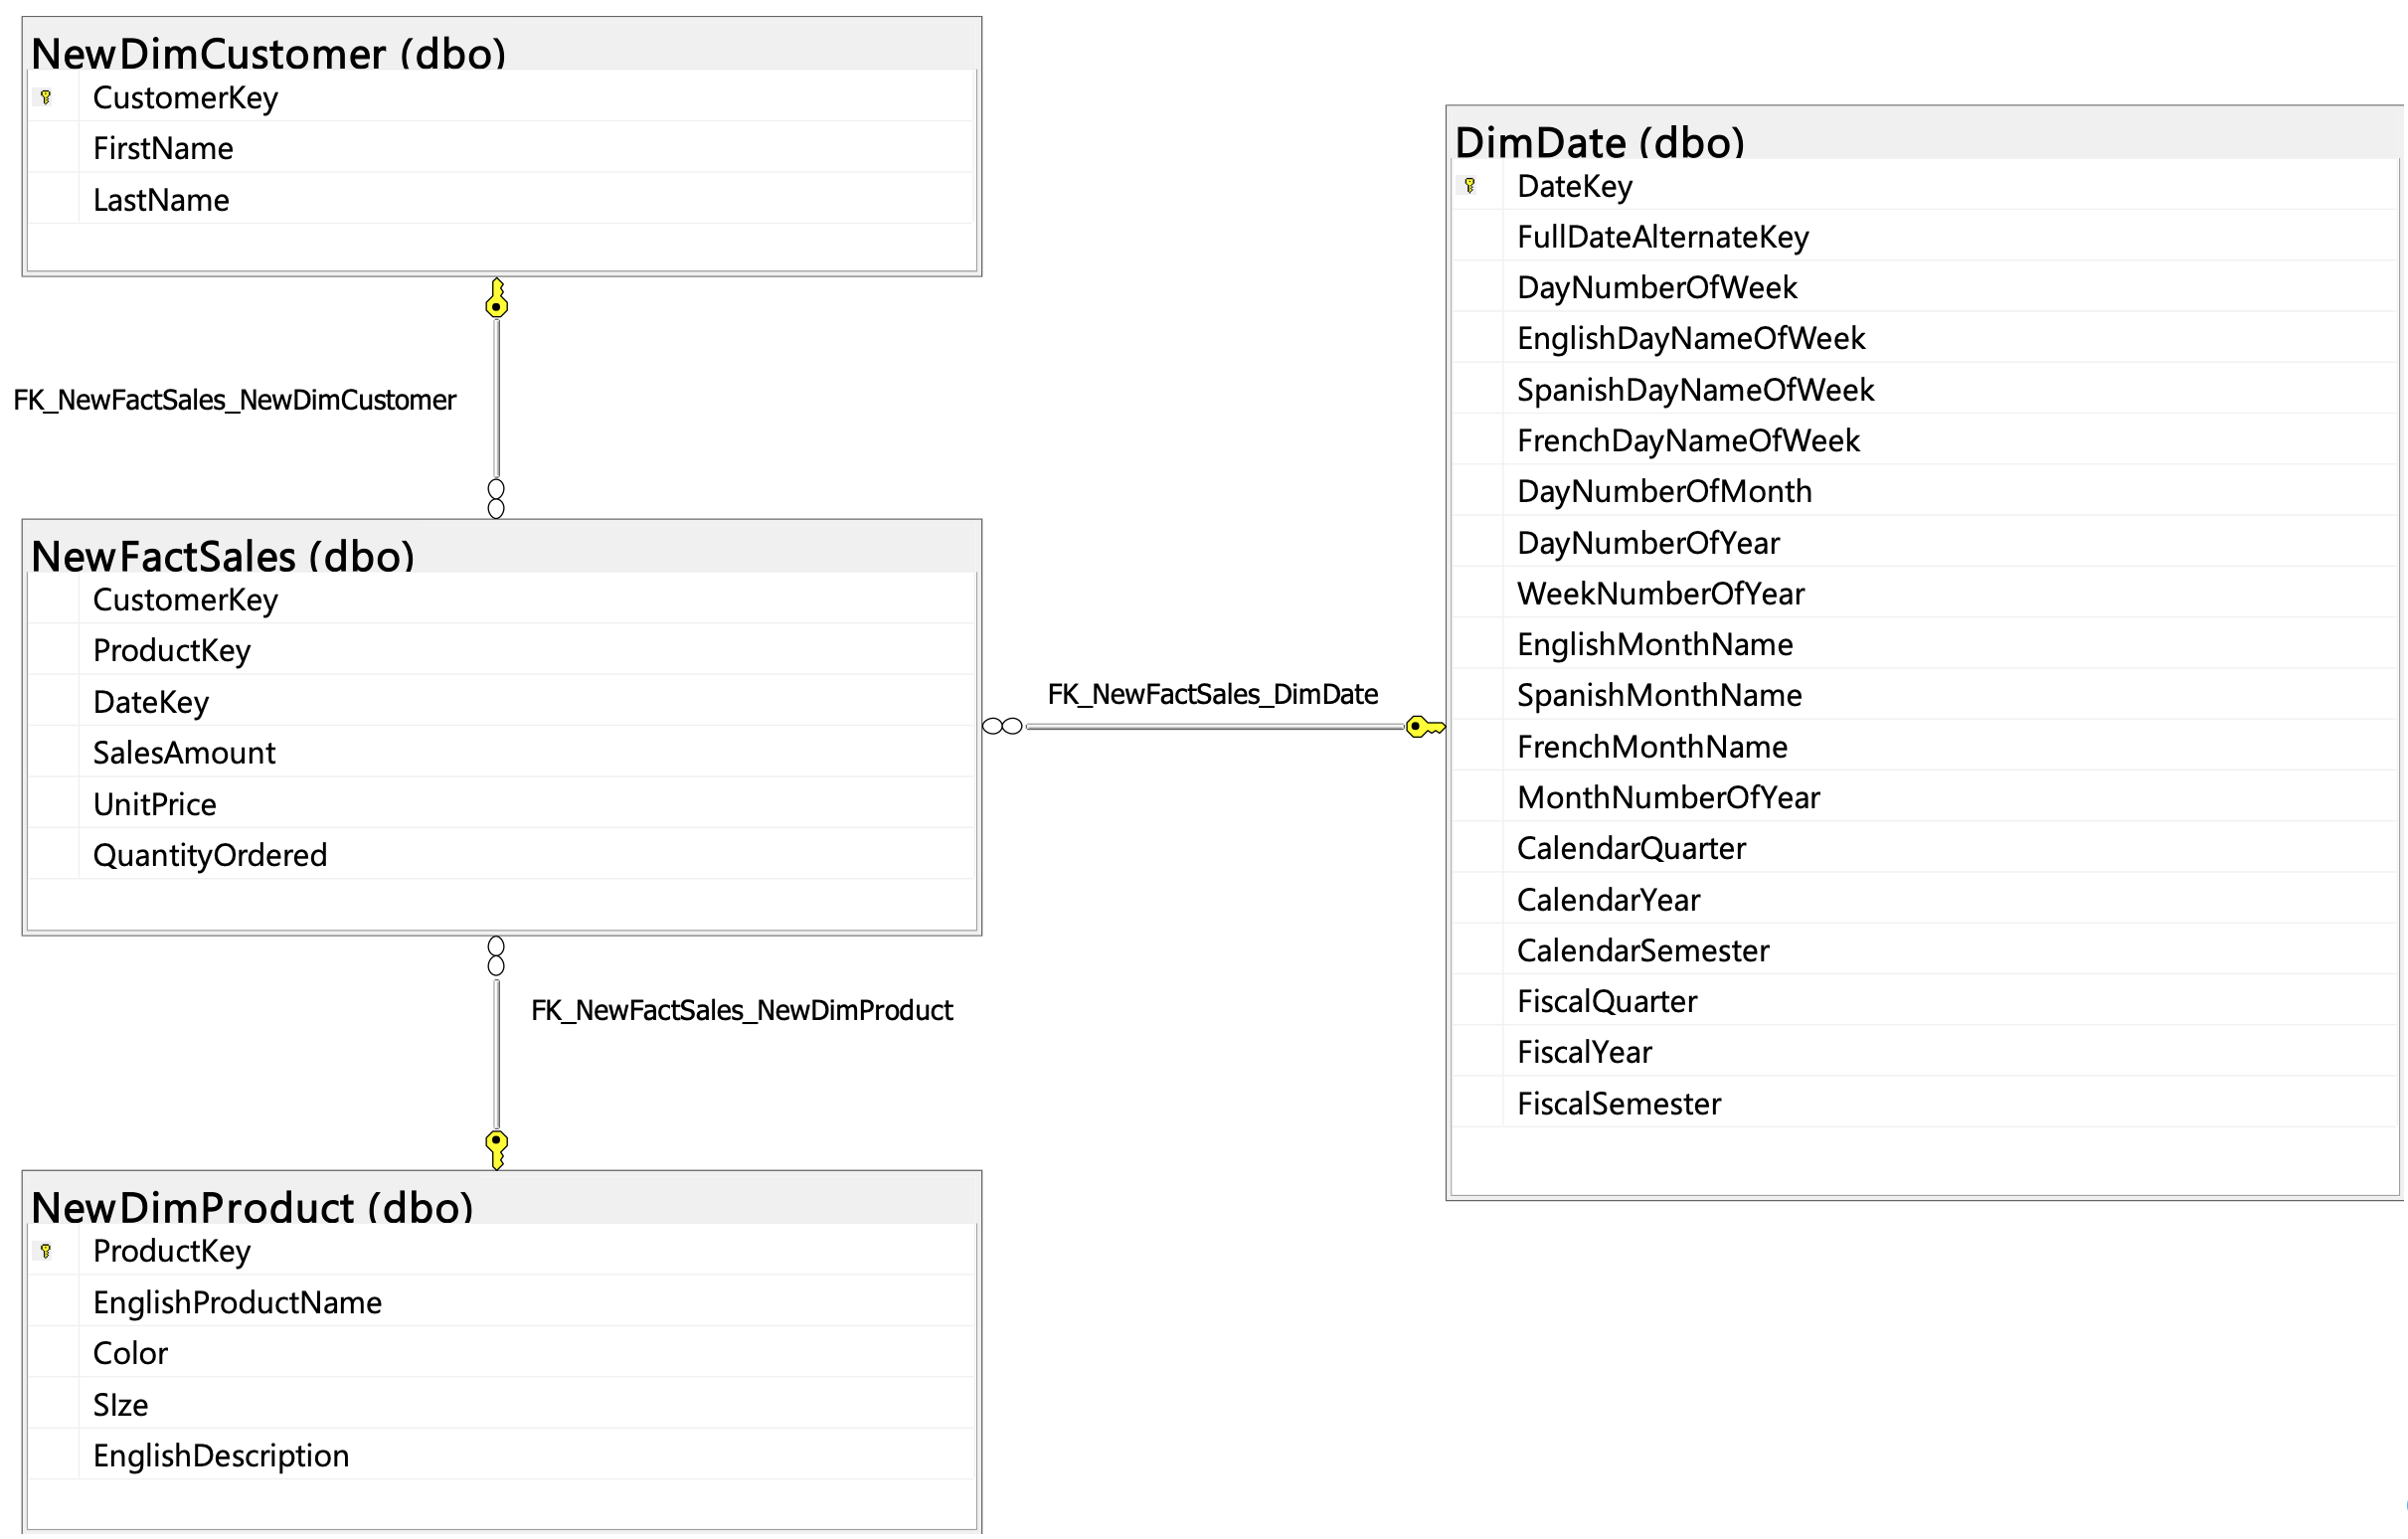 NewDimCustomer (dbo)
CustomerKey
FirstName
LastName
FK_NewFactSales_NewDimCustomer
NewFactSales (dbo)
CustomerKey
ProductKey
DateKey
SalesAmount
UnitPrice
QuantityOrdered
FK_NewFactSales_DimDate
FK_NewFactSales_NewDimProduct
NewDimProduct (dbo)
ProductKey
EnglishProductName
Color
SIze
EnglishDescription
DimDate (dbo)
DateKey
FullDateAlternateKey
DayNumberOfWeek
EnglishDayNameOfWeek
SpanishDayNameOfWeek
FrenchDayNameOfWeek
DayNumberOfMonth
DayNumberOfYear
WeekNumberOfYear
EnglishMonthName
SpanishMonthName
FrenchMonthName
MonthNumberOfYear
CalendarQuarter
CalendarYear
CalendarSemester
FiscalQuarter
FiscalYear
FiscalSemester